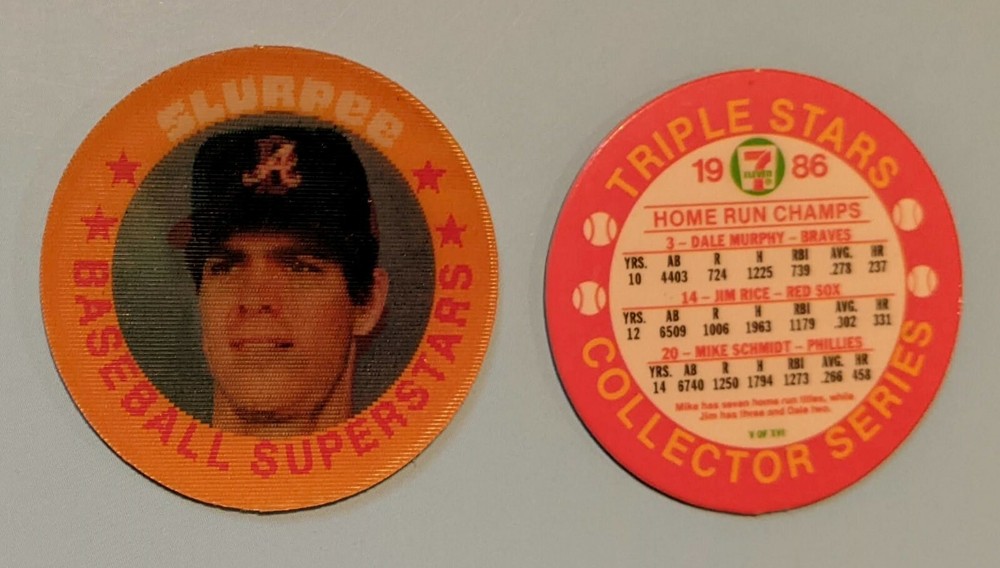 SLURPEE
BASEBALL SUPERSTARS
A
TRIPLE STARS
19 7 ELEVEN 86
HOME RUN CHAMPS
3 – DALE MURPHY – BRAVES
YRS. AB R H RBI AVG. HR
10 4403 724 1225 739 .278 237
14 – JIM RICE – RED SOX
YRS. AB R H RBI AVG. HR
12 6509 1006 1963 1179 .302 331
20 – MIKE SCHMIDT – PHILLIES
YRS. AB R H RBI AVG. HR
14 6740 1250 1794 1273 .266 458
Mike has seven home run titles, while
Jim has three and Dale two.
V OF XVI
COLLECTOR SERIES